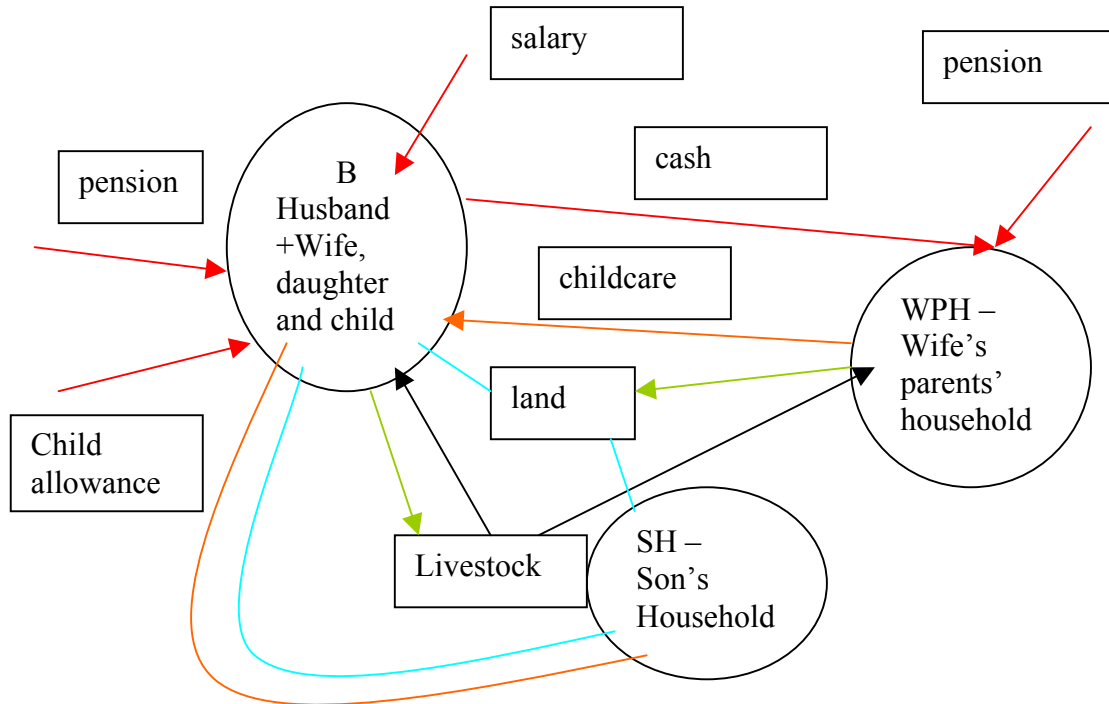 salary
pension
cash
pension
B
Husband
+Wife,
daughter
and child
childcare
WPH –
Wife's
parents'
household
land
Child
allowance
Livestock
SH –
Son's
Household